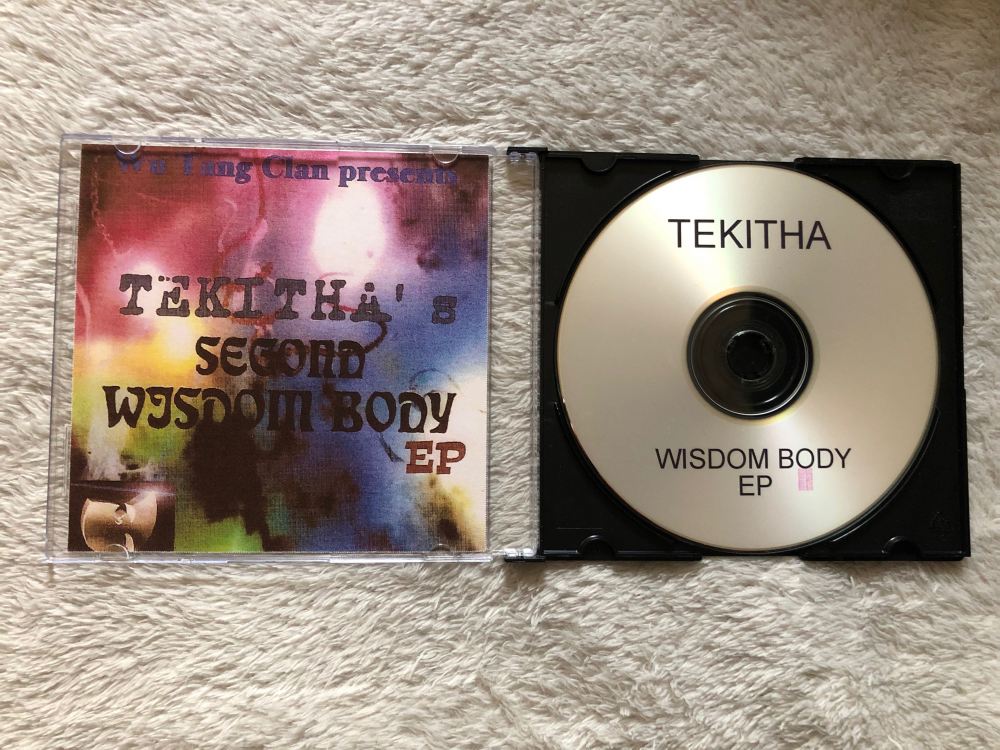 Wu Tang Clan presents
TEKITHA's
SECOND
WISDOM BODY
EP
TEKITHA
WISDOM BODY
EP